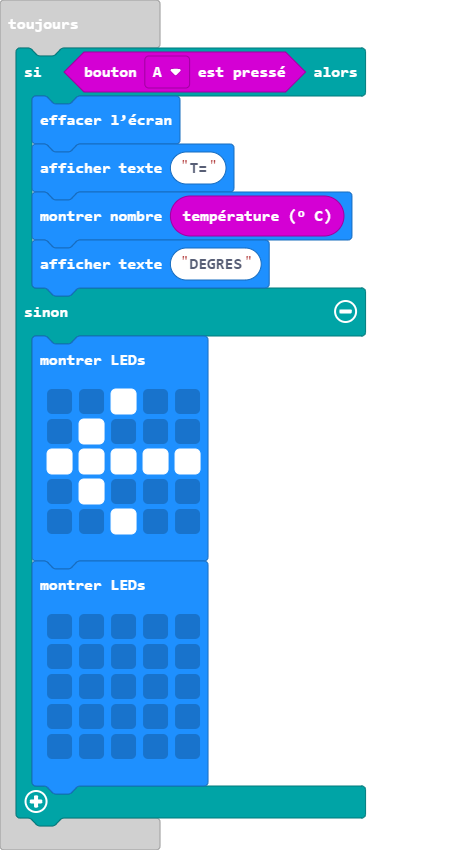 toujours
si bouton A est pressé alors
effacer l’écran
afficher texte "T="
montrer nombre température (º C)
afficher texte "DEGRES"
sinon
montrer LEDs
montrer LEDs